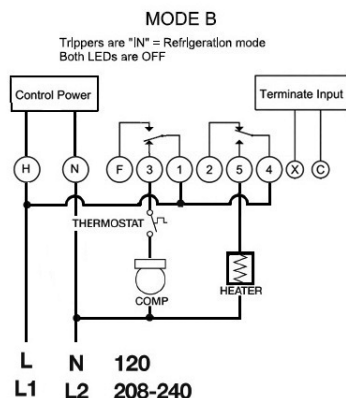 MODE B
Trippers are "IN" = Refrigeration mode
Both LEDs are OFF
Control Power
Terminate Input
H N F 3 1 2 5 4 X C
THERMOSTAT
COMP
HEATER
L N 120
L1 L2 208-240